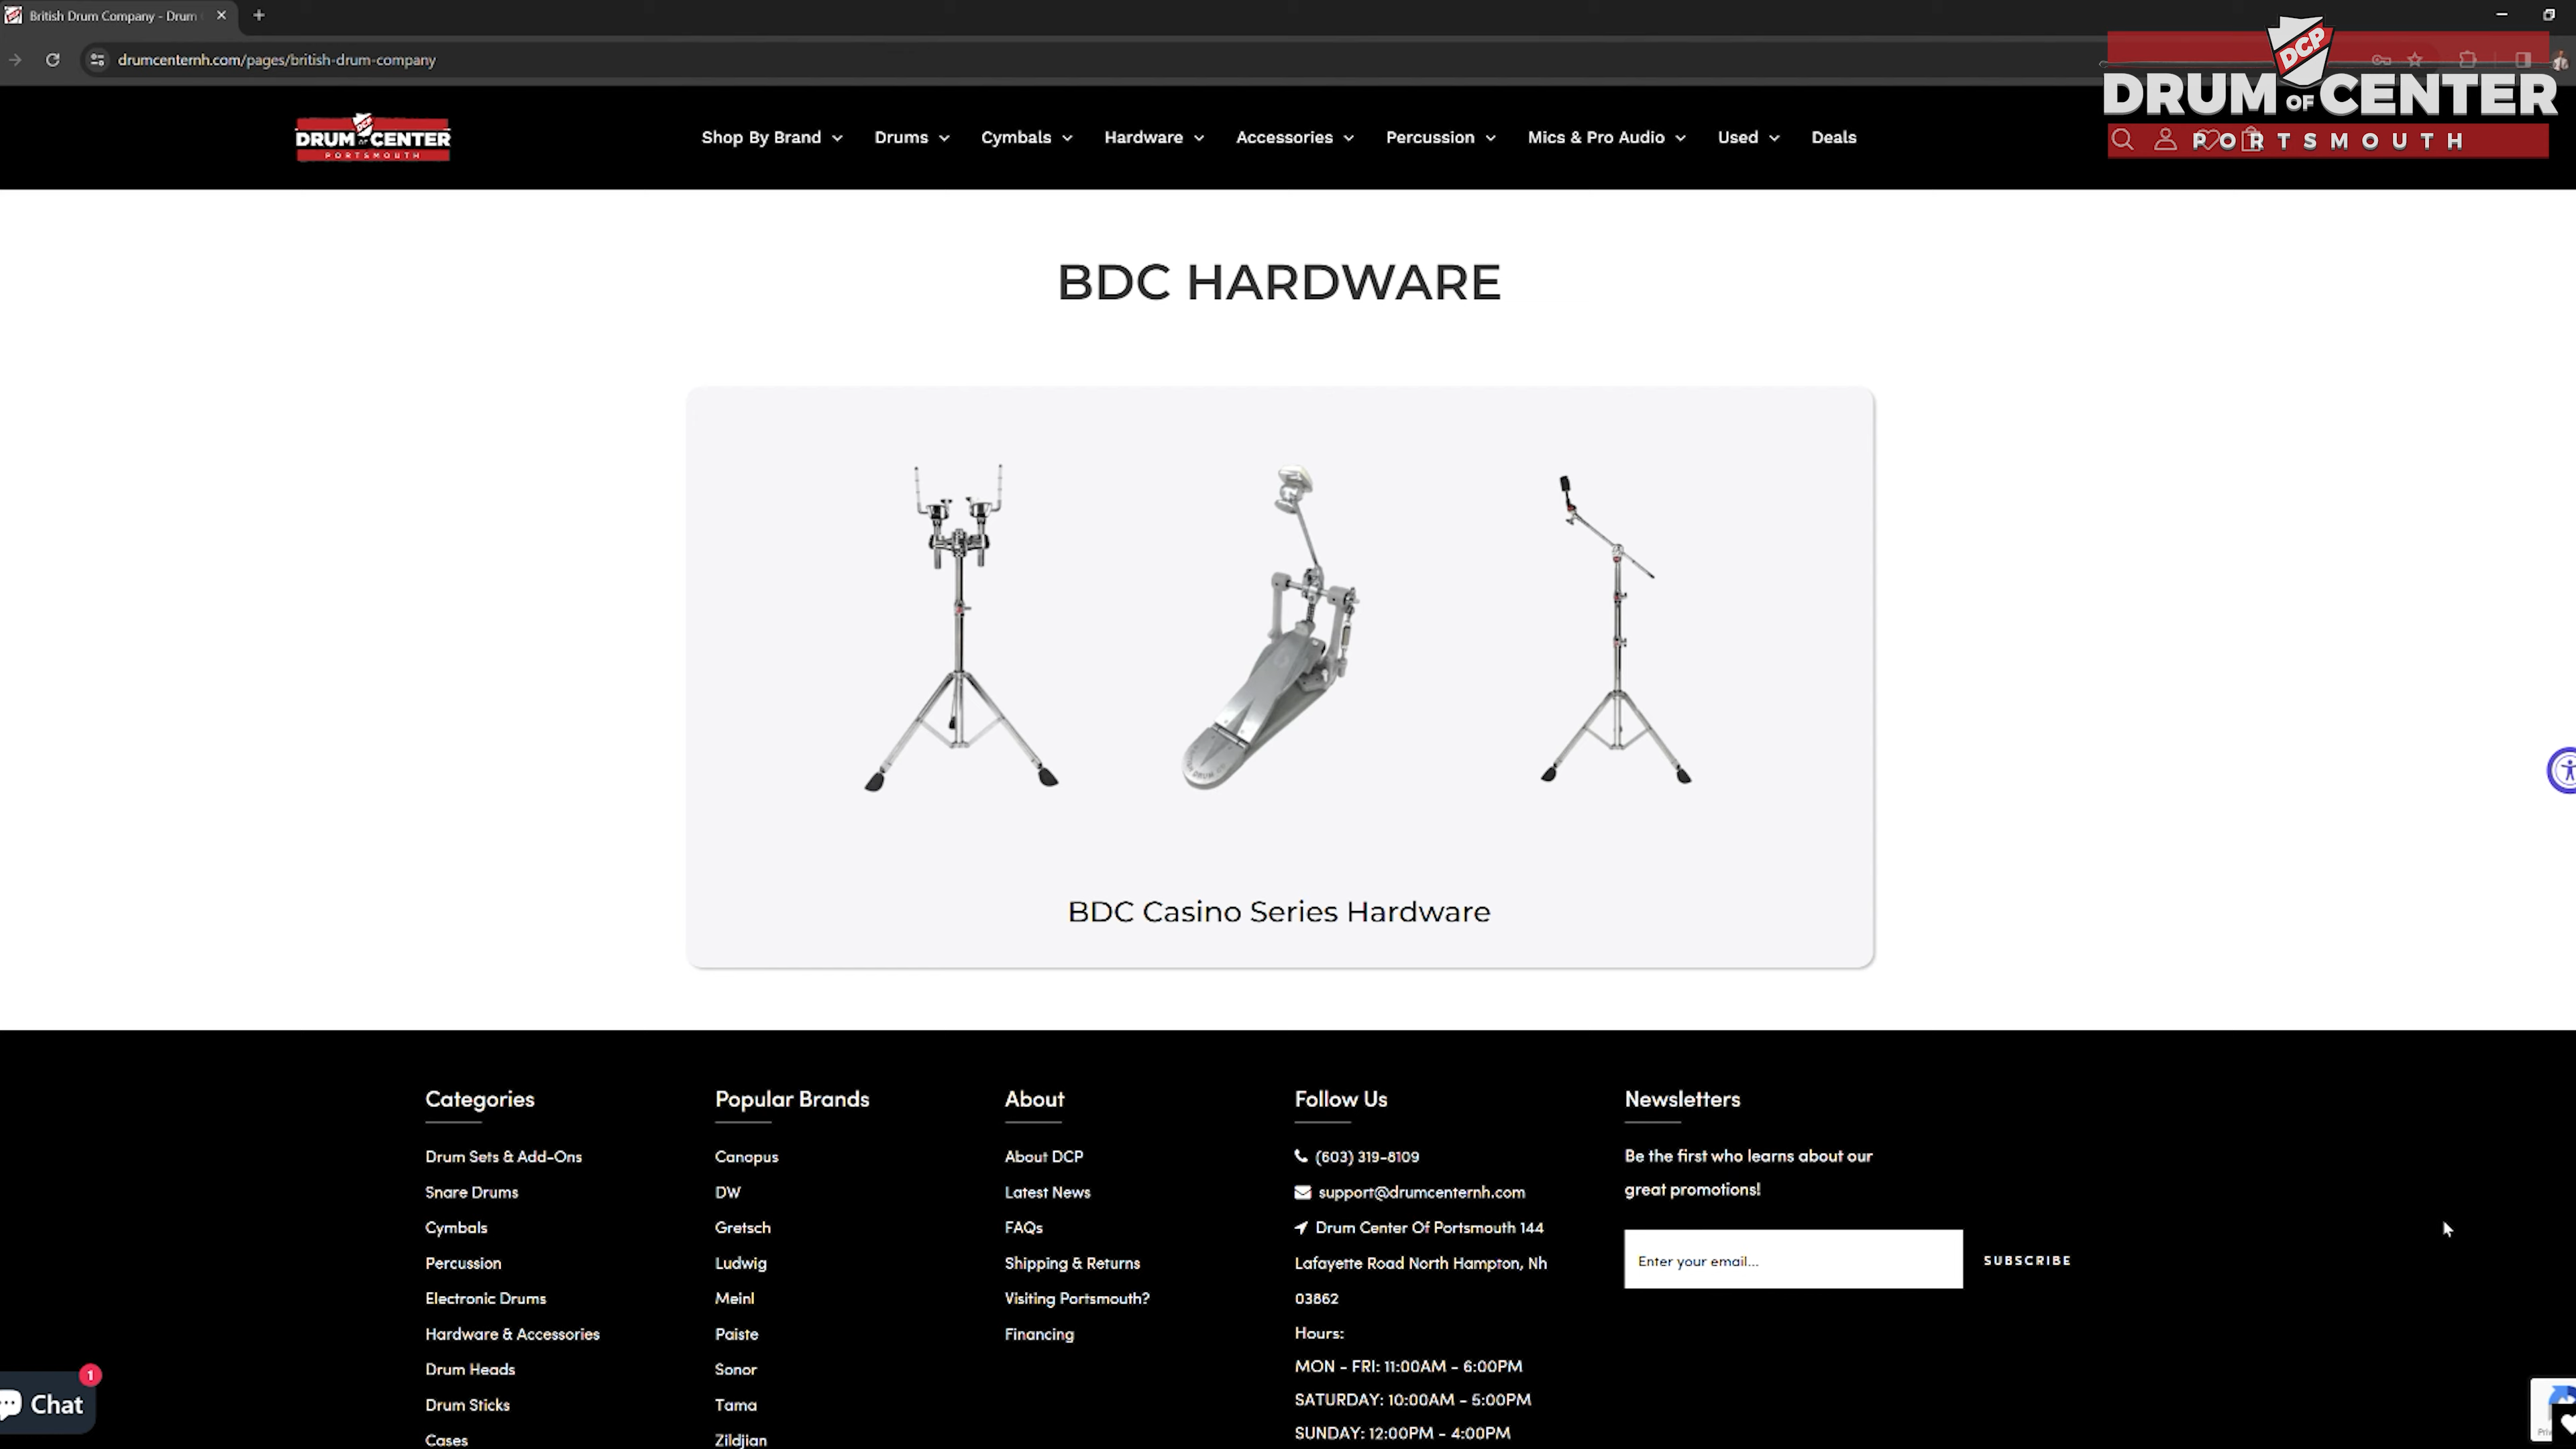 British Drum Company - Drum
drumcenternh.com/pages/british-drum-company
DCP
DRUM OF CENTER
PORTSMOUTH
DCP
DRUM OF CENTER
PORTSMOUTH
Shop By Brand Drums Cymbals Hardware Accessories Percussion Mics & Pro Audio Used Deals
BDC HARDWARE
BDC Casino Series Hardware
Categories
Drum Sets & Add-Ons
Snare Drums
Cymbals
Percussion
Electronic Drums
Hardware & Accessories
Drum Heads
Drum Sticks
Cases
Popular Brands
Canopus
DW
Gretsch
Ludwig
Meinl
Paiste
Sonor
Tama
Zildjian
About
About DCP
Latest News
FAQs
Shipping & Returns
Visiting Portsmouth?
Financing
Follow Us
(603) 319-8109
support@drumcenternh.com
Drum Center Of Portsmouth 144
Lafayette Road North Hampton, Nh
03862
Hours:
MON - FRI: 11:00AM - 6:00PM
SATURDAY: 10:00AM - 5:00PM
SUNDAY: 12:00PM - 4:00PM
Newsletters
Be the first who learns about our
great promotions!
Enter your email...
SUBSCRIBE
1
Chat